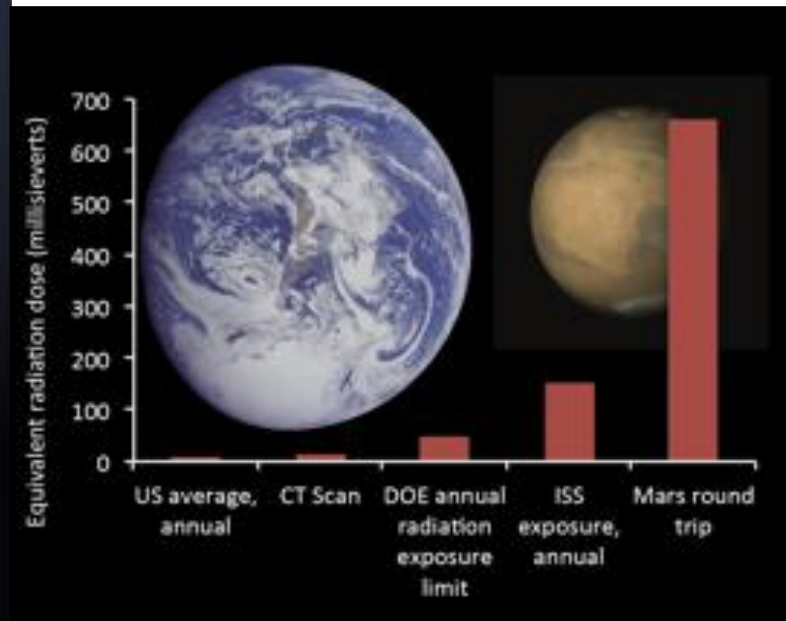 Equivalent radiation dose (millisieverts)
700
600
500
400
300
200
100
0
US average,
annual
CT Scan
DOE annual
radiation
exposure
limit
ISS
exposure,
annual
Mars round
trip